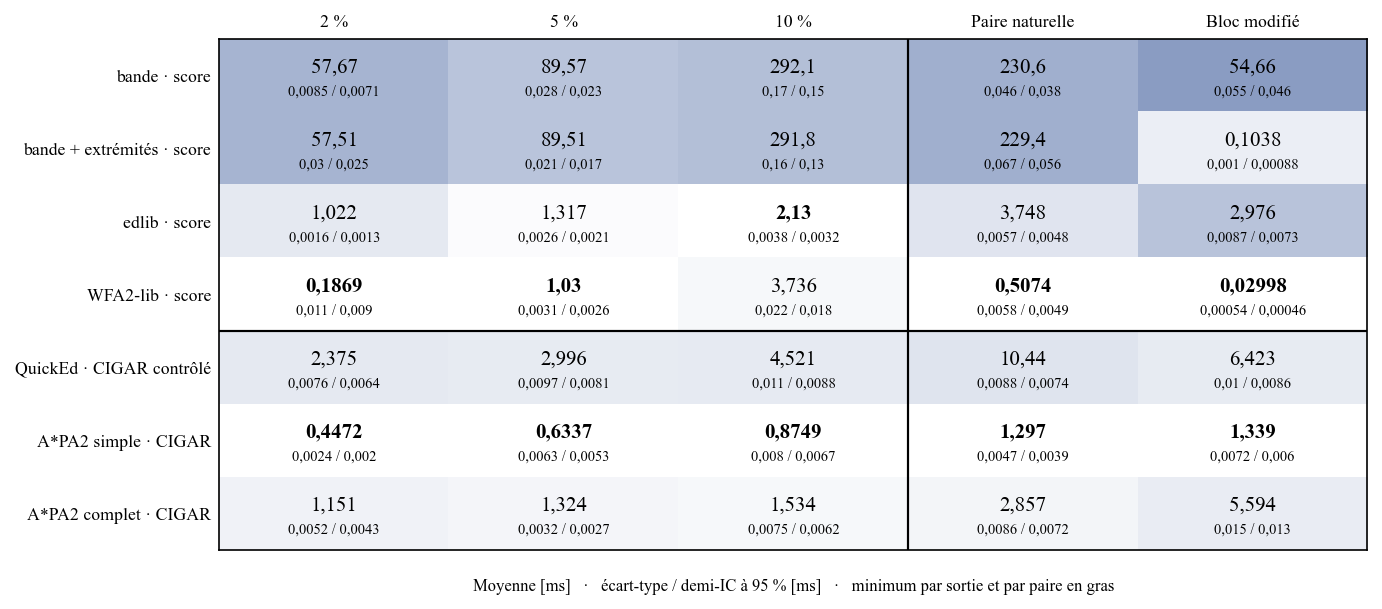 2 % 5 % 10 % Paire naturelle Bloc modifié
bande · score 57,67 89,57 292,1 230,6 54,66
0,0085 / 0,0071 0,028 / 0,023 0,17 / 0,15 0,046 / 0,038 0,055 / 0,046
bande + extrémités · score 57,51 89,51 291,8 229,4 0,1038
0,03 / 0,025 0,021 / 0,017 0,16 / 0,13 0,067 / 0,056 0,001 / 0,00088
edlib · score 1,022 1,317 2,13 3,748 2,976
0,0016 / 0,0013 0,0026 / 0,0021 0,0038 / 0,0032 0,0057 / 0,0048 0,0087 / 0,0073
WFA2-lib · score 0,1869 1,03 3,736 0,5074 0,02998
0,011 / 0,009 0,0031 / 0,0026 0,022 / 0,018 0,0058 / 0,0049 0,00054 / 0,00046
QuickEd · CIGAR contrôlé 2,375 2,996 4,521 10,44 6,423
0,0076 / 0,0064 0,0097 / 0,0081 0,011 / 0,0088 0,0088 / 0,0074 0,01 / 0,0086
A*PA2 simple · CIGAR 0,4472 0,6337 0,8749 1,297 1,339
0,0024 / 0,002 0,0063 / 0,0053 0,008 / 0,0067 0,0047 / 0,0039 0,0072 / 0,006
A*PA2 complet · CIGAR 1,151 1,324 1,534 2,857 5,594
0,0052 / 0,0043 0,0032 / 0,0027 0,0075 / 0,0062 0,0086 / 0,0072 0,015 / 0,013
Moyenne [ms] · écart-type / demi-IC à 95 % [ms] · minimum par sortie et par paire en gras